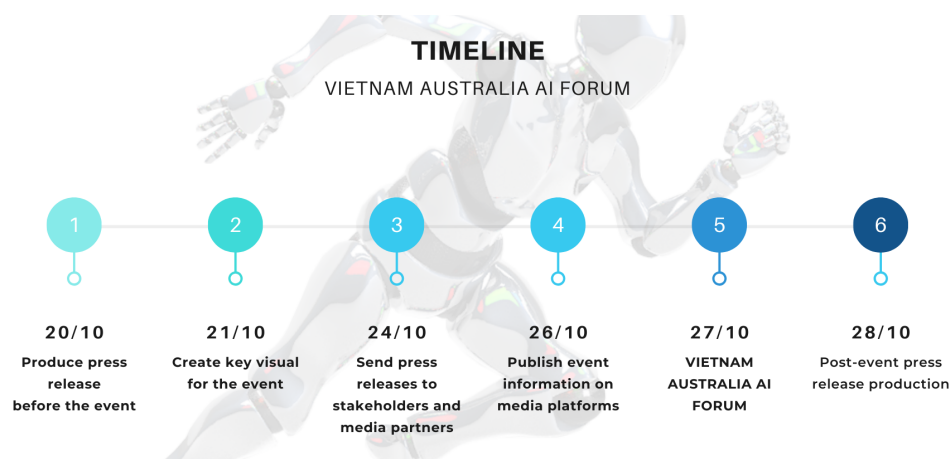 TIMELINE
VIETNAM AUSTRALIA AI FORUM
1
2
3
4
5
6
20/10
Produce press
release
before the event
21/10
Create key visual
for the event
24/10
Send press
releases to
stakeholders and
media partners
26/10
Publish event
information on
media platforms
27/10
VIETNAM
AUSTRALIA AI
FORUM
28/10
Post-event press
release production